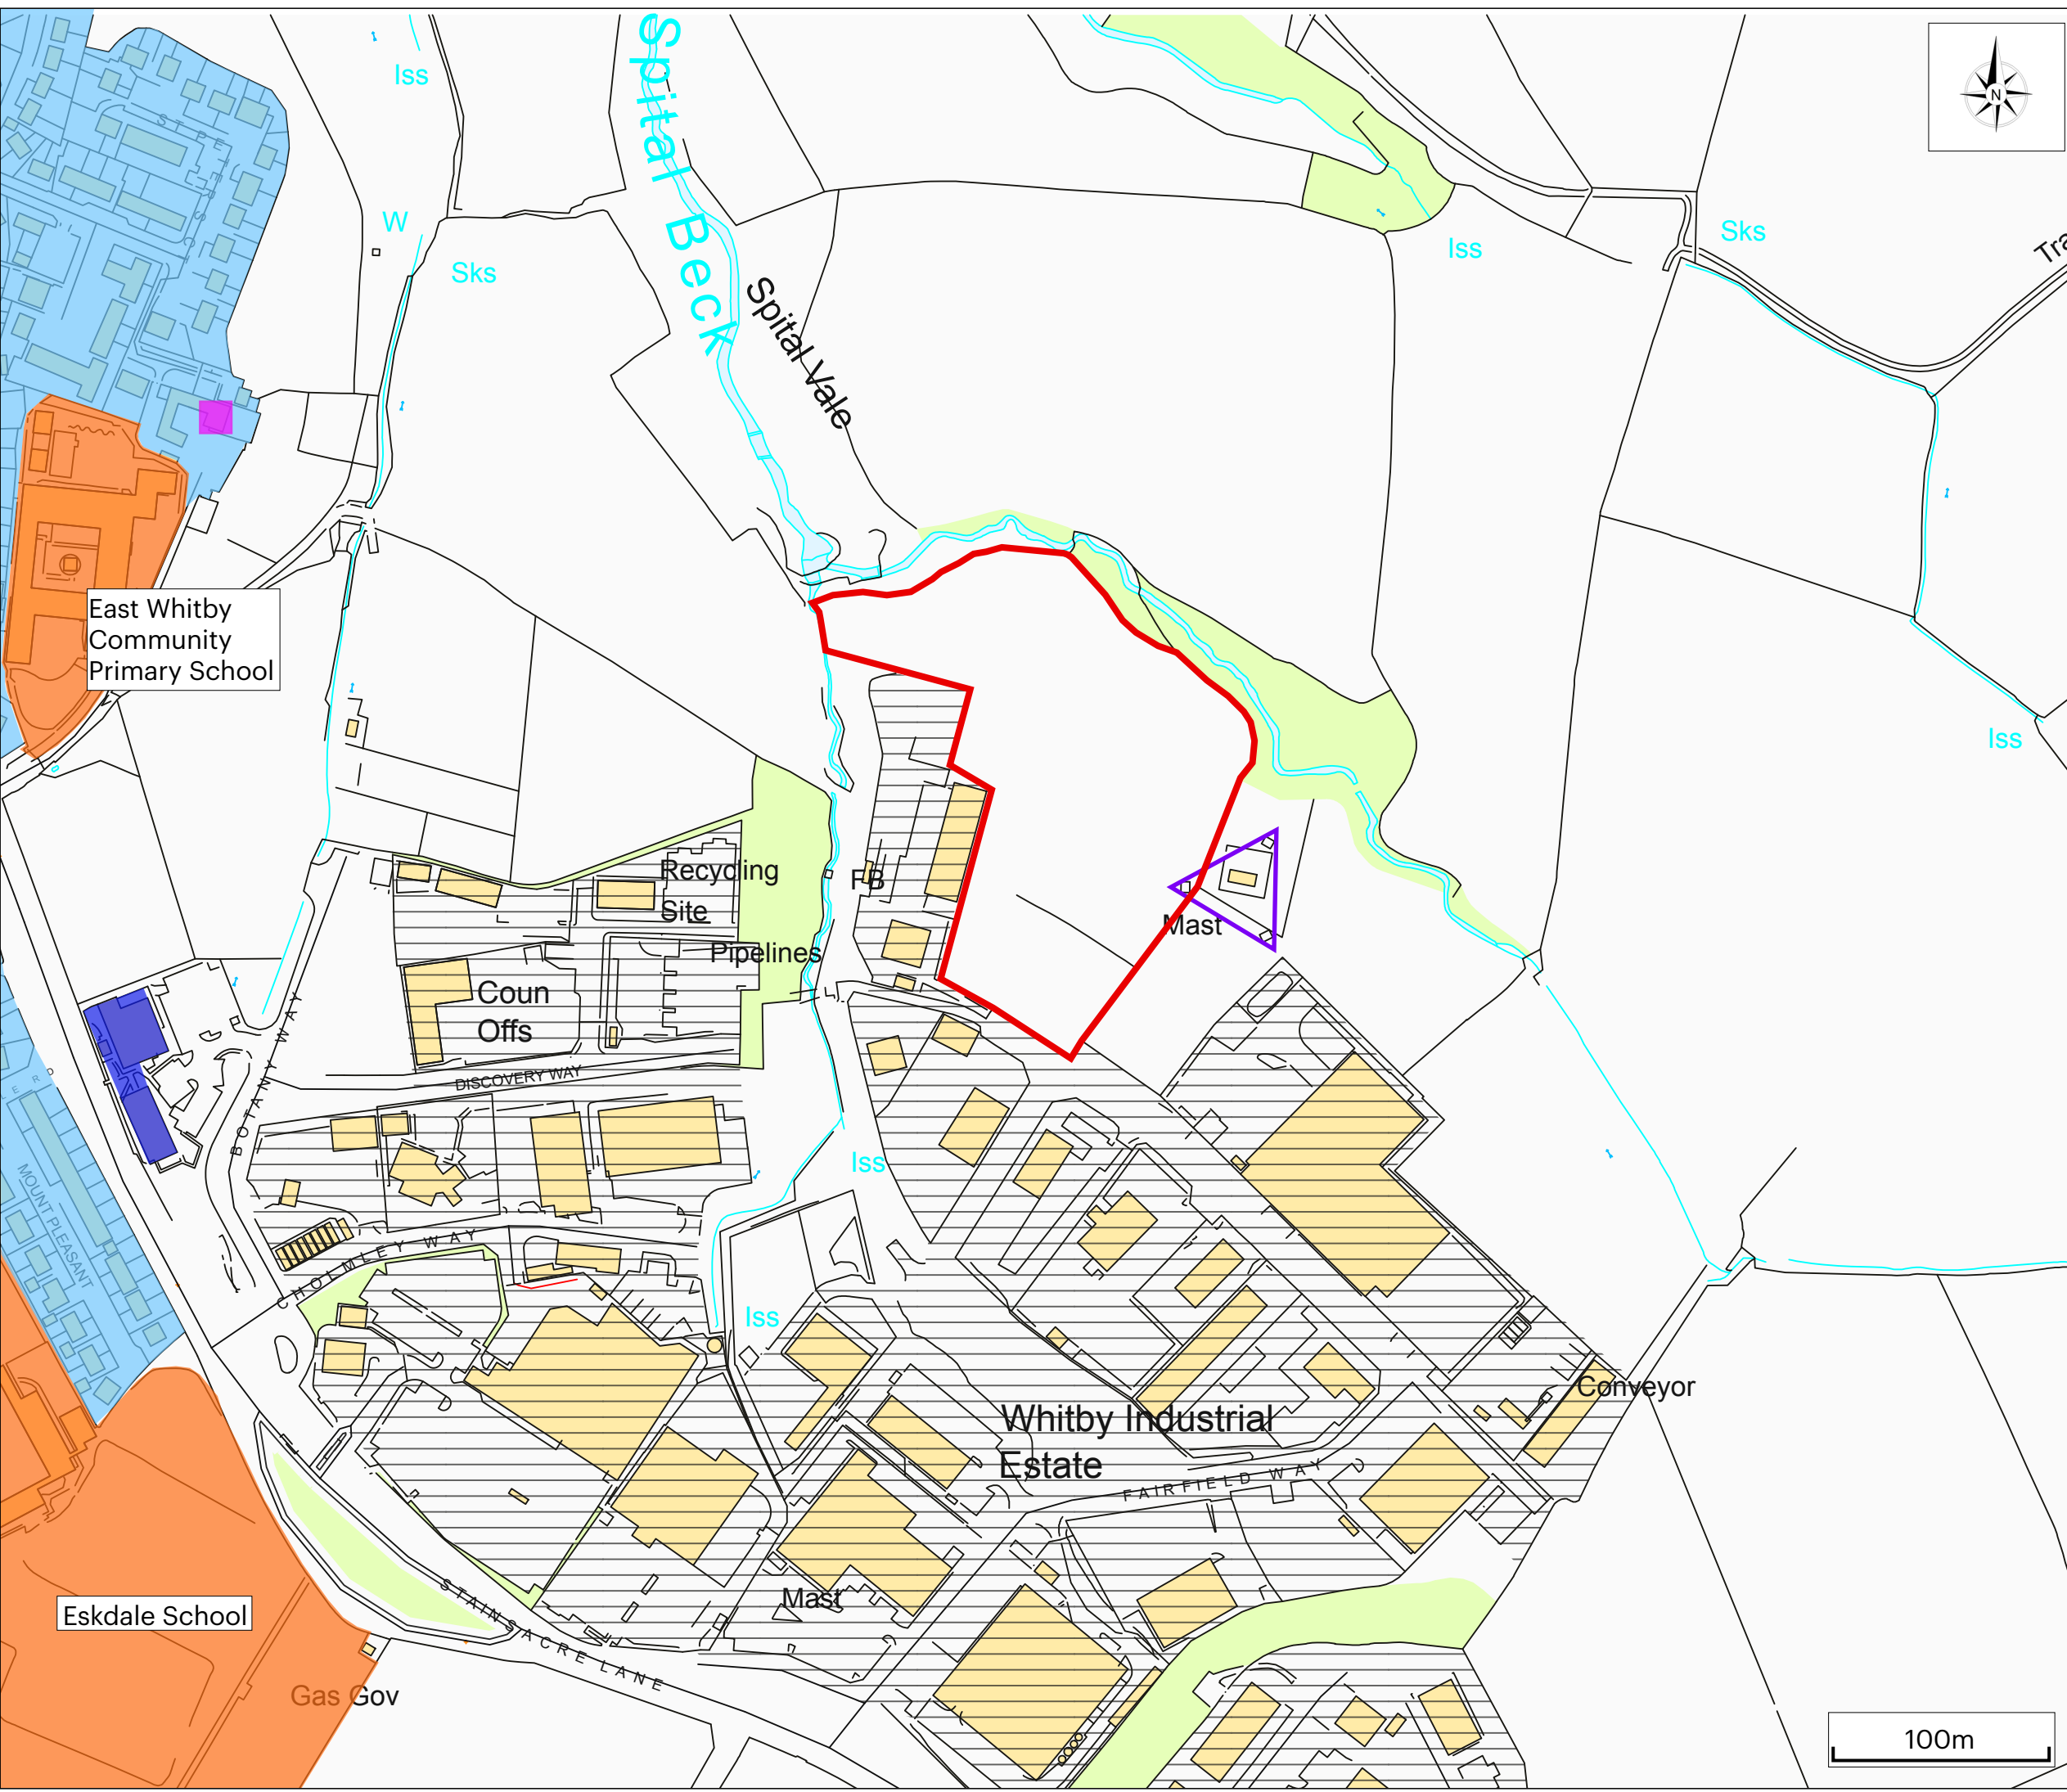 Iss
Spital Beck
N
STREET
W
Sks
Spital Vale
Iss
Sks
Tra
East Whitby
Community
Primary School
Iss
Recycling
Site
FB
Mast
Pipelines
Coun
Offs
BOTANY WAY
DISCOVERY WAY
MOUNT PLEASANT
Iss
CHOLMLEY WAY
Iss
Conveyor
Whitby Industrial
Estate
FAIRFIELD WAY
Mast
Eskdale School
STAINSACRE LANE
Gas Gov
100m